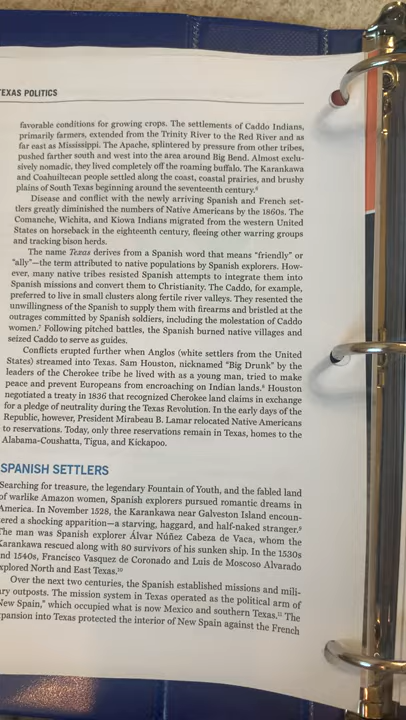 TEXAS POLITICS
favorable conditions for growing crops. The settlements of Caddo Indians,
primarily farmers, extended from the Trinity River to the Red River and as
far east as Mississippi. The Apache, splintered by pressure from other tribes,
pushed farther south and west into the area around Big Bend. Almost exclu-
sively nomadic, they lived completely off the roaming buffalo. The Karankawa
and Coahuiltecan people settled along the coast, coastal prairies, and brushy
plains of South Texas beginning around the seventeenth century.⁶
Disease and conflict with the newly arriving Spanish and French set-
tlers greatly diminished the numbers of Native Americans by the 1860s. The
Comanche, Wichita, and Kiowa Indians migrated from the western United
States on horseback in the eighteenth century, fleeing other warring groups
and tracking bison herds.
The name Texas derives from a Spanish word that means "friendly" or
"ally"—the term attributed to native populations by Spanish explorers. How-
ever, many native tribes resisted Spanish attempts to integrate them into
Spanish missions and convert them to Christianity. The Caddo, for example,
preferred to live in small clusters along fertile river valleys. They resented the
unwillingness of the Spanish to supply them with firearms and bristled at the
outrages committed by Spanish soldiers, including the molestation of Caddo
women.⁷ Following pitched battles, the Spanish burned native villages and
seized Caddo to serve as guides.
Conflicts erupted further when Anglos (white settlers from the United
States) streamed into Texas. Sam Houston, nicknamed "Big Drunk" by the
leaders of the Cherokee tribe he lived with as a young man, tried to make
peace and prevent Europeans from encroaching on Indian lands.⁸ Houston
negotiated a treaty in 1836 that recognized Cherokee land claims in exchange
for a pledge of neutrality during the Texas Revolution. In the early days of the
Republic, however, President Mirabeau B. Lamar relocated Native Americans
to reservations. Today, only three reservations remain in Texas, homes to the
Alabama-Coushatta, Tigua, and Kickapoo.
SPANISH SETTLERS
Searching for treasure, the legendary Fountain of Youth, and the fabled land
of warlike Amazon women, Spanish explorers pursued romantic dreams in
America. In November 1528, the Karankawa near Galveston Island encoun-
ered a shocking apparition—a starving, haggard, and half-naked stranger.⁹
The man was Spanish explorer Álvar Núñez Cabeza de Vaca, whom the
Karankawa rescued along with 80 survivors of his sunken ship. In the 1530s
nd 1540s, Francisco Vasquez de Coronado and Luis de Moscoso Alvarado
xplored North and East Texas.¹⁰
Over the next two centuries, the Spanish established missions and mili-
ary outposts. The mission system in Texas operated as the political arm of
New Spain," which occupied what is now Mexico and southern Texas.¹¹ The
pansion into Texas protected the interior of New Spain against the French